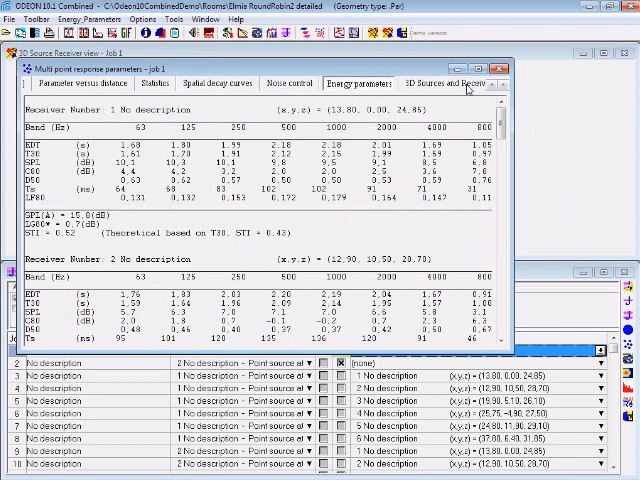 ODEON 10.1 Combined - C:\Odeon10CombinedDemo\Rooms\Elmia RoundRobin2 detailed (Geometry type: .Par)
Toolbar Energy_Parameters Options Tools Window Help
Demo version
3D Source Receiver view - Job 1
Multi point response parameters - job 1
Parameter versus distance Statistics Spatial decay curves Noise control Energy parameters 3D Sources and Receiv
Receiver Number: 1 No description (x,y,z) = (13.80, 0.00, 24.85)
Band (Hz) 63 125 250 500 1000 2000 4000 800
EDT (s) 1.68 1.80 1.99 2.18 2.18 2.01 1.71 1.05
T30 (s) 1.61 1.70 1.91 2.12 2.15 1.99 1.60 0.97
SPL (dB) 10,1 10,3 10,1 9,8 9,5 9,1 8,5 6,8
C80 (dB) 4,4 4,2 3,2 2,1 2,0 2,4 3,6 7,8
D50 0,63 0,62 0,57 0,50 0,50 0,53 0,59 0,76
Ts (ms) 64 68 83 102 102 91 71 31
LF80 0,131 0,132 0,153 0,172 0,179 0,164 0,147 0,11
SPL(A) = 15,8(dB)
LG80* = 0.7(dB)
STI = 0.52 (Theoretical based on T30, STI = 0.43)
Receiver Number: 2 No description (x,y,z) = (12,90, 10,50, 28,70)
Band (Hz) 63 125 250 500 1000 2000 4000 800
EDT (s) 1,76 1,83 2,03 2,20 2,19 2,04 1,67 0,91
T30 (s) 1,59 1,64 1,96 2,09 2,14 1,95 1,57 1,00
SPL (dB) 5.7 6.3 7.0 7.1 7.0 6.6 5.8 3.1
C80 (dB) 2,0 1,8 0,7 -0,1 -0,2 0,7 2,3 6,3
D50 0,48 0,46 0,40 0,37 0,37 0,42 0,50 0,67
Ts (ms) 95 101 120 135 136 120 91 46
2 No description 2 No description - Point source at (none)
3 No description 1 No description - Point source at 1 No description (x,y,z) = (13,80, 0,00, 24,85)
4 No description 1 No description - Point source at 2 No description (x,y,z) = (12,90, 10,50, 28,70)
5 No description 1 No description - Point source at 3 No description (x,y,z) = (19,90, 5,10, 26,10)
6 No description 1 No description - Point source at 4 No description (x,y,z) = (25,75, -4,90, 27,50)
7 No description 1 No description - Point source at 5 No description (x,y,z) = (24,80, 11,90, 29,10)
8 No description 1 No description - Point source at 6 No description (x,y,z) = (37,80, 6,40, 31,85)
9 No description 2 No description - Point source at 1 No description (x,y,z) = (13,80, 0,00, 24,85)
10 No description 2 No description - Point source at 2 No description (x,y,z) = (12,90, 10,50, 28,70)